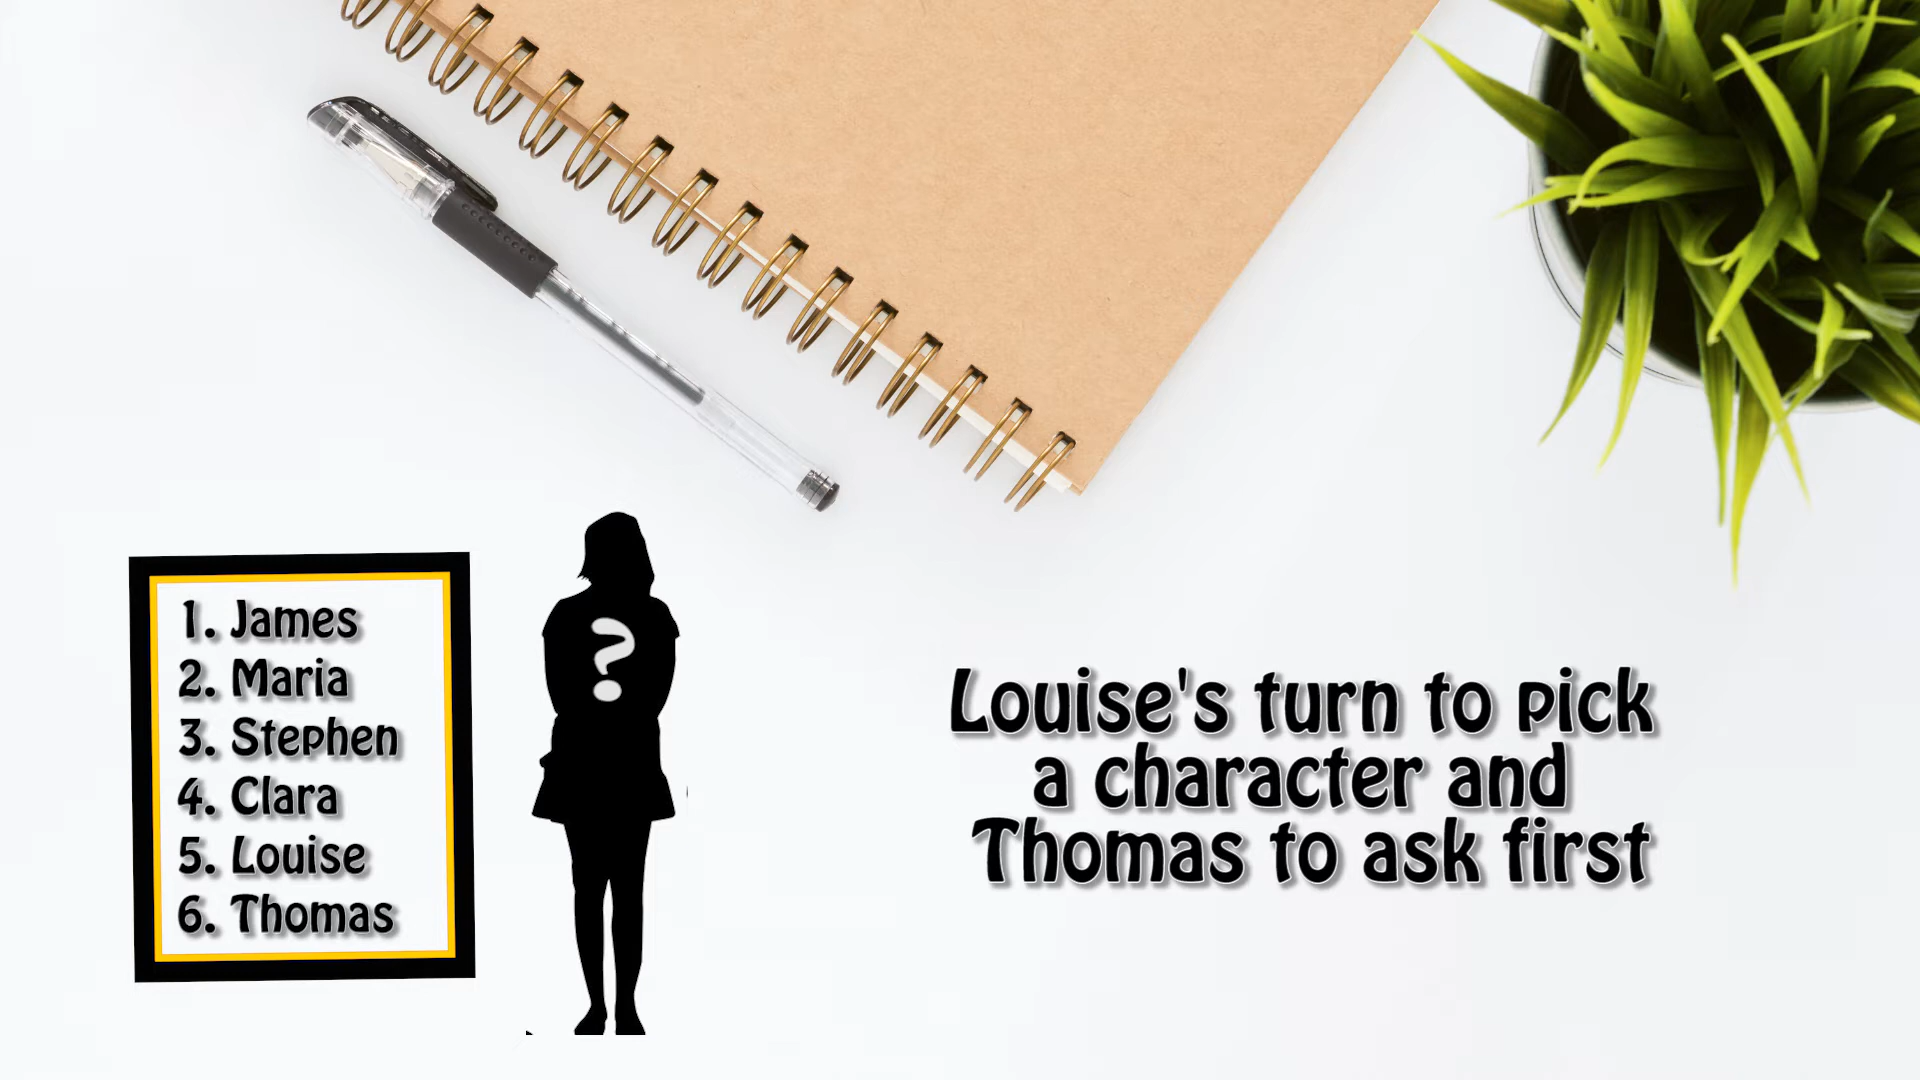 1. James
2. Maria
3. Stephen
4. Clara
5. Louise
6. Thomas
?
Louise's turn to pick
a character and
Thomas to ask first